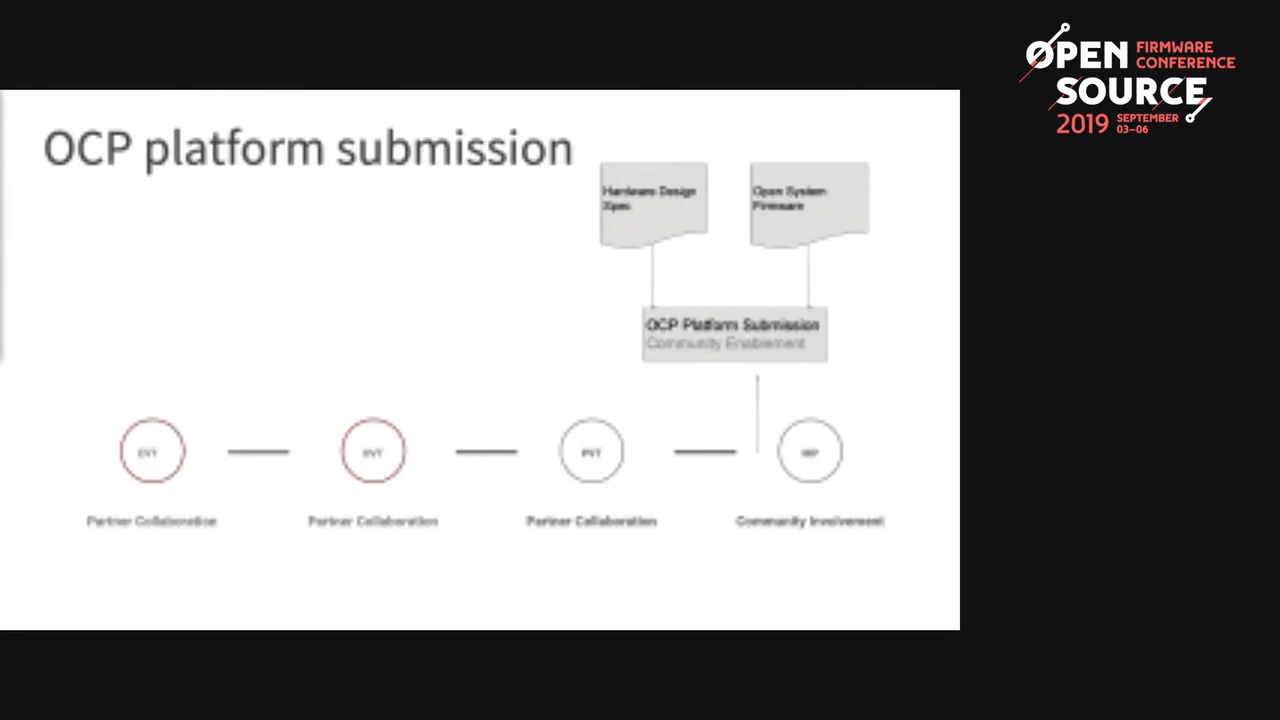 OPEN FIRMWARE
CONFERENCE
SOURCE
2019 SEPTEMBER
03–06
OCP platform submission
Hardware Design
Spec
Open System
Firmware
OCP Platform Submission
Community Enablement
EVT
DVT
PVT
Partner Collaboration
Partner Collaboration
Partner Collaboration
Community Involvement